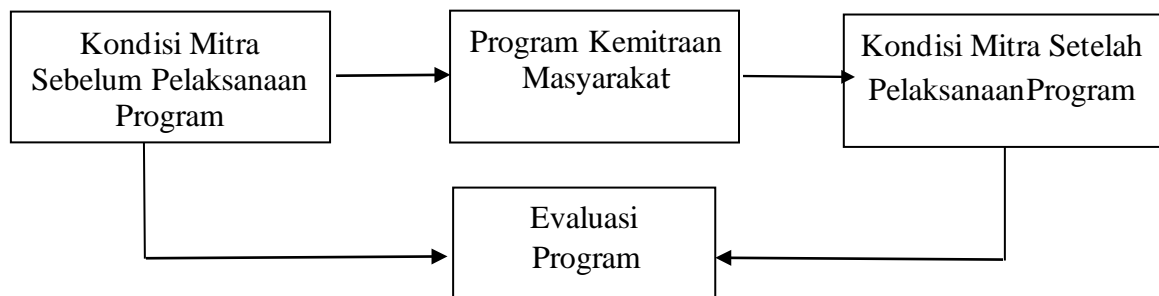 Kondisi Mitra
Sebelum Pelaksanaan
Program
Program Kemitraan
Masyarakat
Kondisi Mitra Setelah
PelaksanaanProgram
Evaluasi
Program